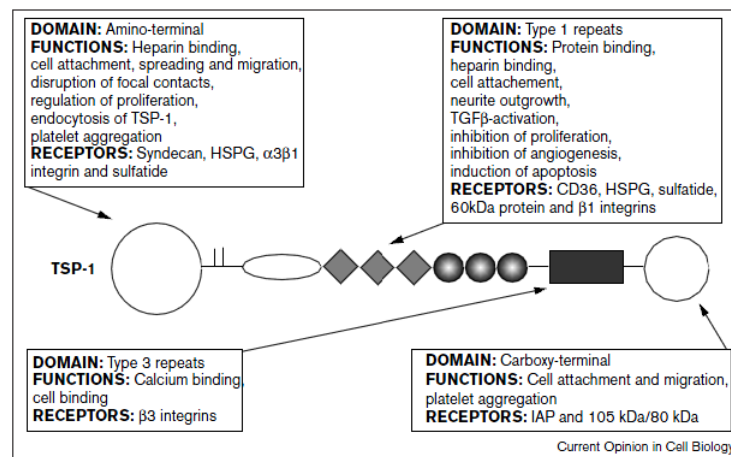 DOMAIN: Amino-terminal
FUNCTIONS: Heparin binding,
cell attachment, spreading and migration,
disruption of focal contacts,
regulation of proliferation,
endocytosis of TSP-1,
platelet aggregation
RECEPTORS: Syndecan, HSPG, α3β1
integrin and sulfatide
DOMAIN: Type 1 repeats
FUNCTIONS: Protein binding,
heparin binding,
cell attachement,
neurite outgrowth,
TGFβ-activation,
inhibition of proliferation,
inhibition of angiogenesis,
induction of apoptosis
RECEPTORS: CD36, HSPG, sulfatide,
60kDa protein and β1 integrins
TSP-1
DOMAIN: Type 3 repeats
FUNCTIONS: Calcium binding,
cell binding
RECEPTORS: β3 integrins
DOMAIN: Carboxy-terminal
FUNCTIONS: Cell attachment and migration,
platelet aggregation
RECEPTORS: IAP and 105 kDa/80 kDa
Current Opinion in Cell Biology